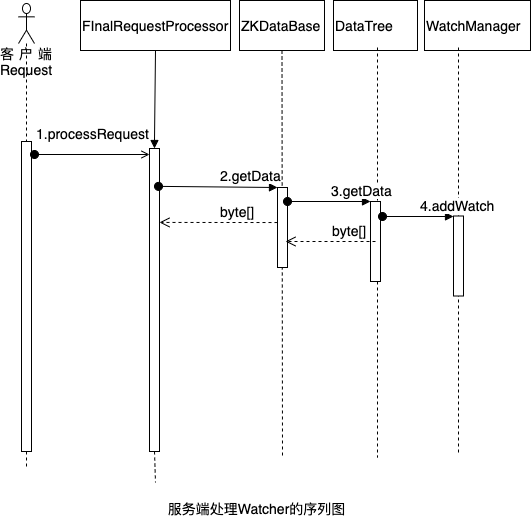 FInalRequestProcessor
ZKDataBase
DataTree
WatchManager
客 户 端
Request
1.processRequest
2.getData
3.getData
4.addWatch
byte[]
byte[]
服务端处理Watcher的序列图